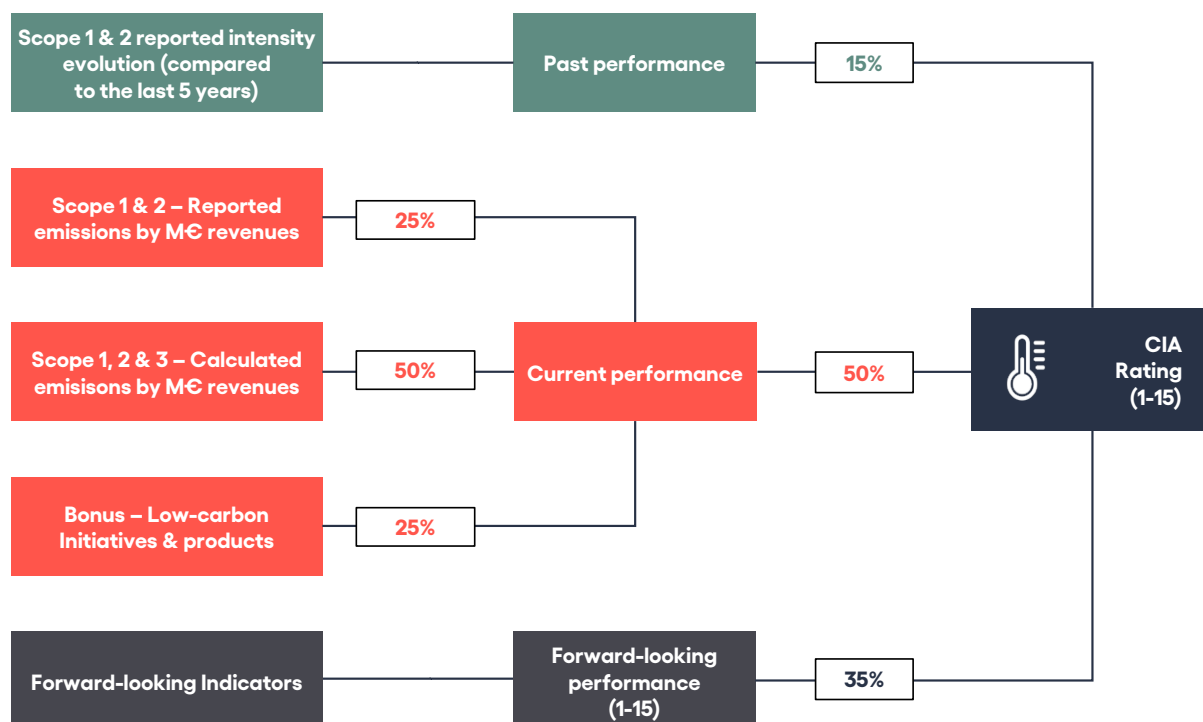 Scope 1 & 2 reported intensity
evolution (compared
to the last 5 years)
Past performance
15%
Scope 1 & 2 – Reported
emissions by M€ revenues
25%
Scope 1, 2 & 3 – Calculated
emisisons by M€ revenues
50%
Current performance
50%
CIA
Rating
(1-15)
Bonus – Low-carbon
Initiatives & products
25%
Forward-looking Indicators
Forward-looking
performance
(1-15)
35%